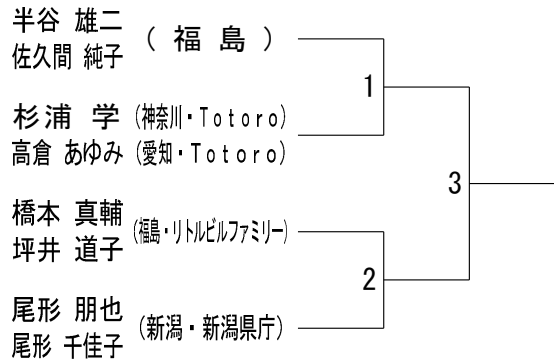 半谷 雄二
佐久間 純子
( 福 島 )
1
杉浦 学 (神奈川・Totoro)
高倉 あゆみ (愛知・Totoro)
3
橋本 真輔
坪井 道子
(福島・リトルビルファミリー)
2
尾形 朋也
尾形 千佳子
(新潟・新潟県庁)